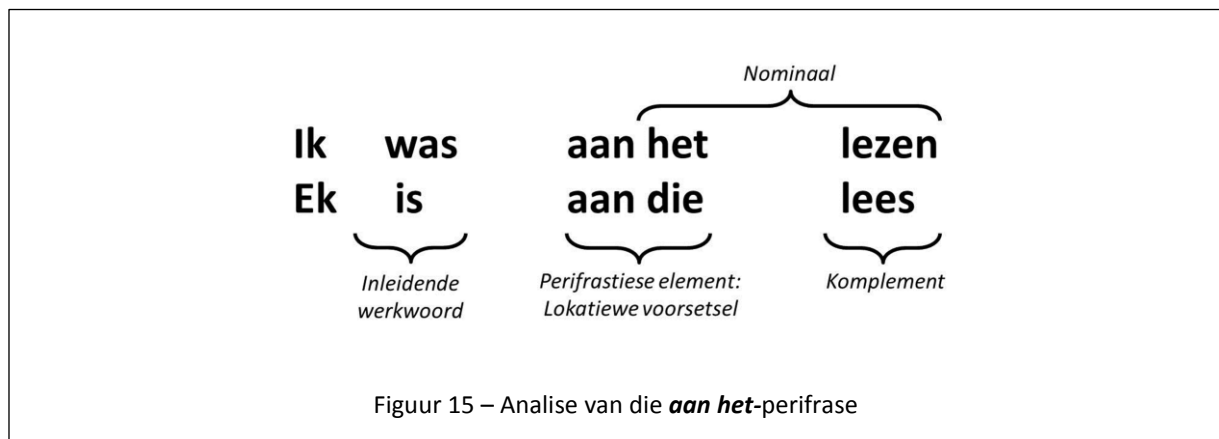 Nominaal
Ik was aan het lezen
Ek is aan die lees
Inleidende werkwoord
Perifrastiese element: Lokatiewe voorsetsel
Komplement
Figuur 15 – Analise van die aan het-perifrase